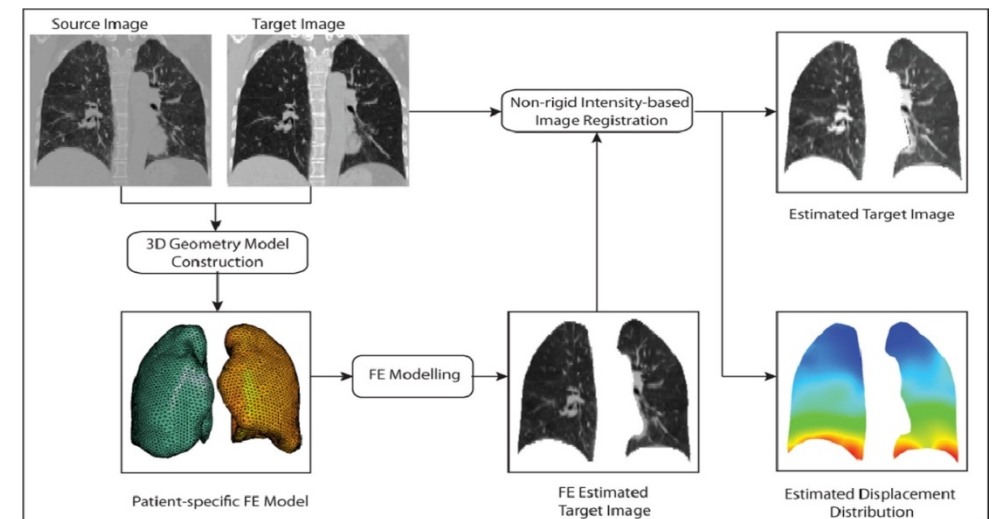 Source Image
Target Image
Non-rigid Intensity-based
Image Registration
Estimated Target Image
3D Geometry Model
Construction
FE Modelling
Patient-specific FE Model
FE Estimated
Target Image
Estimated Displacement
Distribution